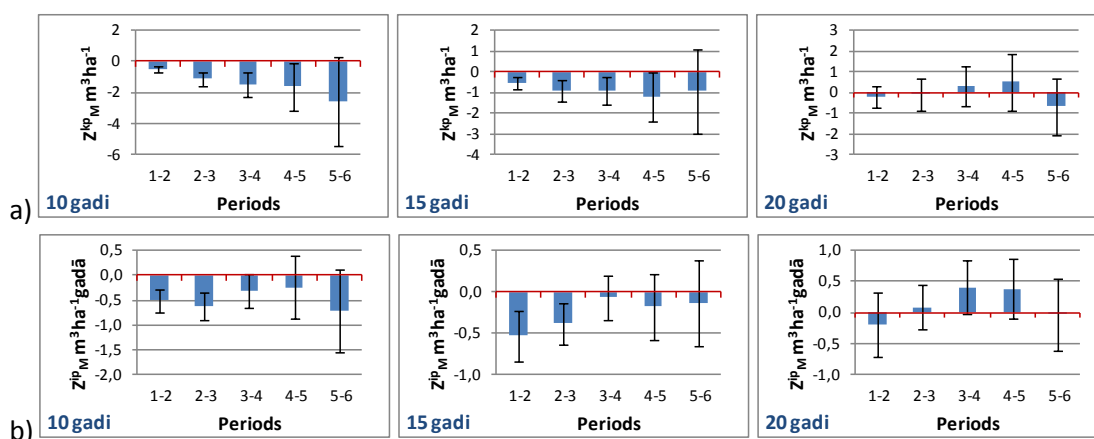 a)
Z^kp_M m³ha⁻¹
2
0
-2
-4
-6
1-2 2-3 3-4 4-5 5-6
10 gadi Periods
Z^kp_M m³ha⁻¹
2
1
0
-1
-2
-3
-4
1-2 2-3 3-4 4-5 5-6
15 gadi Periods
Z^kp_M m³ha⁻¹
3
2
1
0
-1
-2
-3
1-2 2-3 3-4 4-5 5-6
20 gadi Periods
b)
Z^ip_M m³ha⁻¹gadā
0,5
0,0
-0,5
-1,0
-1,5
-2,0
1-2 2-3 3-4 4-5 5-6
10 gadi Periods
Z^ip_M m³ha⁻¹gadā
0,5
0,0
-0,5
-1,0
1-2 2-3 3-4 4-5 5-6
15 gadi Periods
Z^ip_M m³ha⁻¹gadā
1,0
0,5
0,0
-0,5
-1,0
1-2 2-3 3-4 4-5 5-6
20 gadi Periods